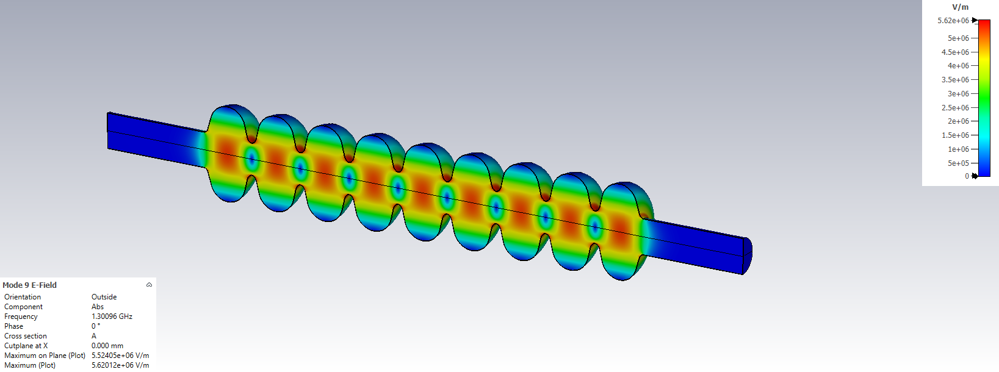 V/m
5.62e+06
5e+06
4.5e+06
4e+06
3.5e+06
3e+06
2.5e+06
2e+06
1.5e+06
1e+06
5e+05
0
Mode 9 E-Field
Orientation Outside
Component Abs
Frequency 1.30096 GHz
Phase 0 °
Cross section A
Cutplane at X 0.000 mm
Maximum on Plane (Plot) 5.52405e+06 V/m
Maximum (Plot) 5.62012e+06 V/m